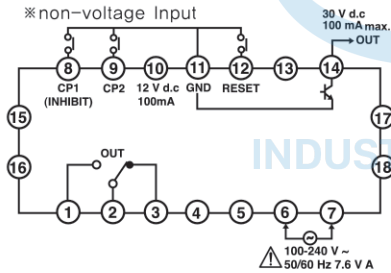 ※non-voltage Input
30 V d.c
100 mA max.
OUT
8 9 10 11 12 13 14
CP1 CP2 12 V d.c GND RESET
(INHIBIT) 100mA
15 17
INDUST
16 18
OUT
1 2 3 4 5 6 7
100-240 V ~
50/60 Hz 7.6 V A